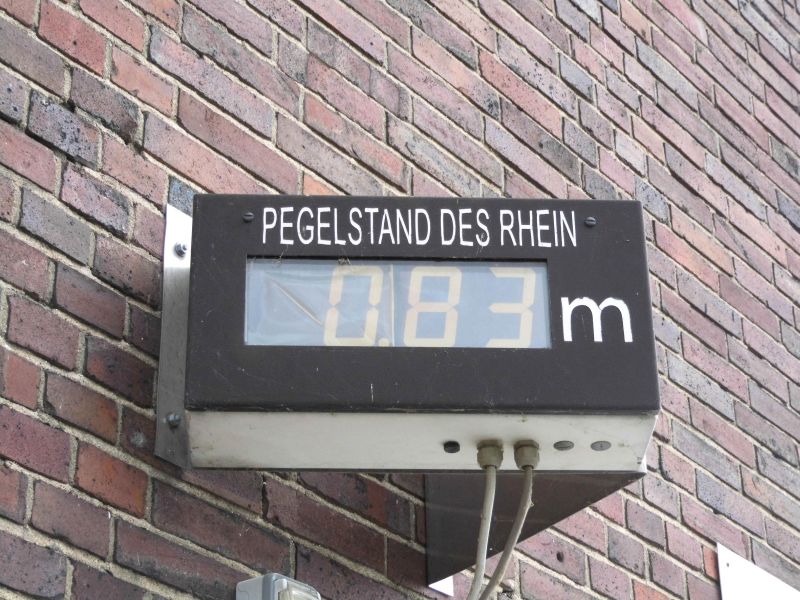 PEGELSTAND DES RHEIN
0.83 m